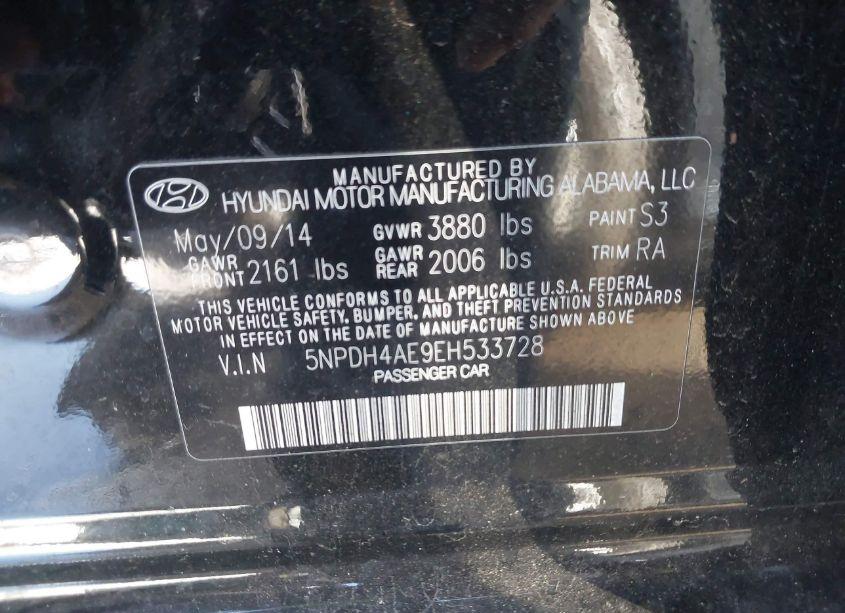 MANUFACTURED BY
HYUNDAI MOTOR MANUFACTURING ALABAMA, LLC
May/09/14 GVWR 3880 lbs PAINT S3
GAWR FRONT 2161 lbs GAWR REAR 2006 lbs TRIM RA
THIS VEHICLE CONFORMS TO ALL APPLICABLE U.S.A. FEDERAL
MOTOR VEHICLE SAFETY, BUMPER, AND THEFT PREVENTION STANDARDS
IN EFFECT ON THE DATE OF MANUFACTURE SHOWN ABOVE
V.I.N 5NPDH4AE9EH533728
PASSENGER CAR